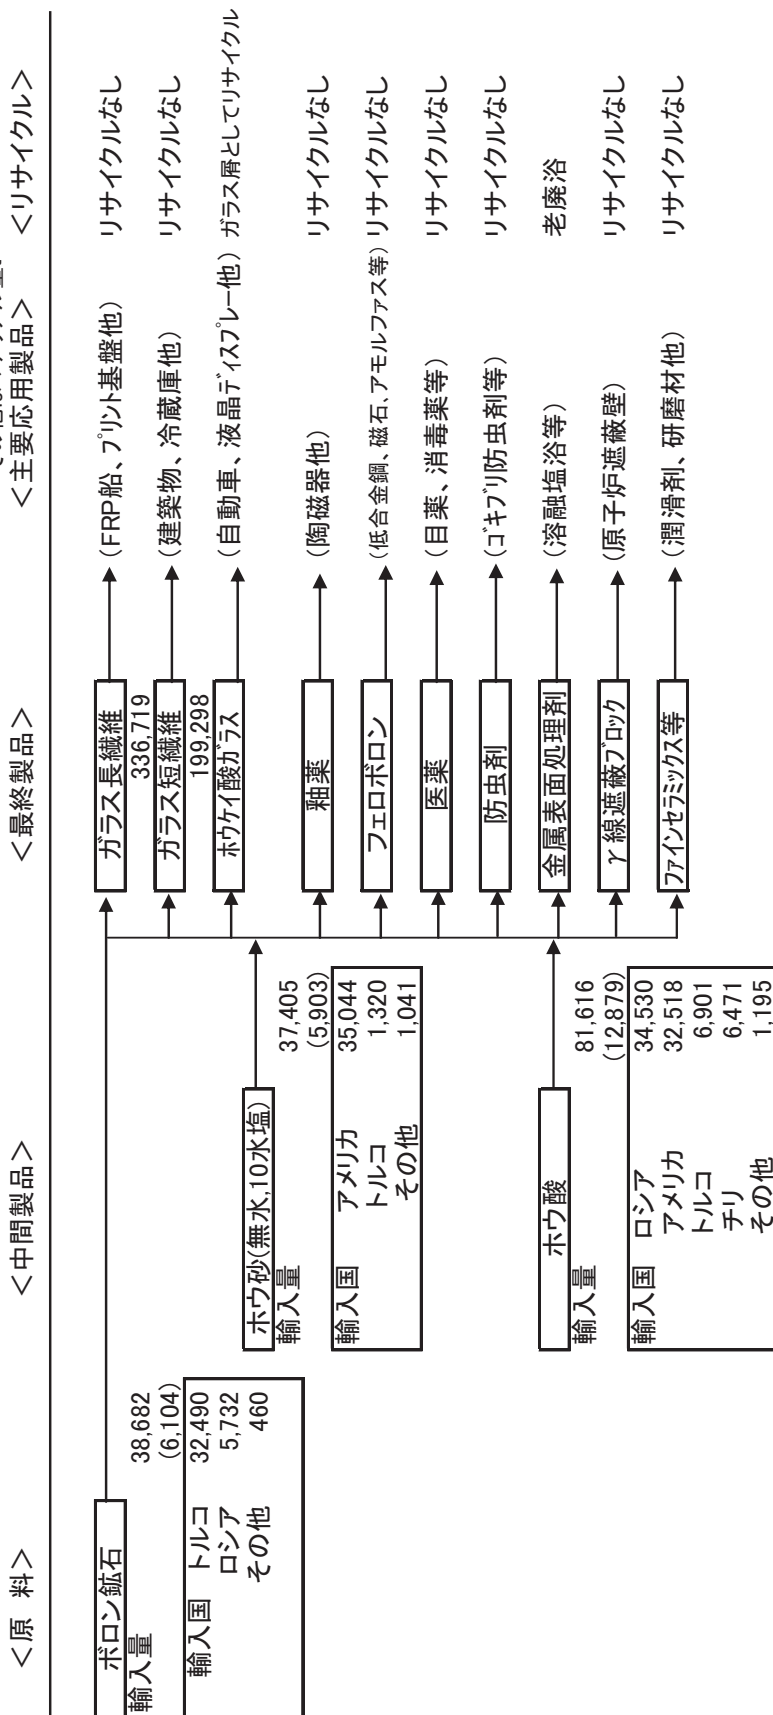 ＜原　料＞
＜中間製品＞
＜最終製品＞
＜主要応用製品＞
＜リサイクル＞
ボロン鉱石
輸入量 38,682
(6,104)
輸入国 トルコ 32,490
ロシア 5,732
その他 460
ホウ砂(無水,10水塩)
輸入量 37,405
(5,903)
輸入国 アメリカ 35,044
トルコ 1,320
その他 1,041
ホウ酸
輸入量 81,616
(12,879)
輸入国 ロシア 34,530
アメリカ 32,518
トルコ 6,901
チリ 6,471
その他 1,195
ガラス長繊維 (FRP船、プリント基盤他) リサイクルなし
336,719
ガラス短繊維 (建築物、冷蔵庫他) リサイクルなし
199,298
ホウケイ酸ガラス (自動車、液晶ディスプレー他) ガラス屑としてリサイクル
釉薬 (陶磁器他) リサイクルなし
フェロボロン (低合金鋼、磁石、アモルファス等) リサイクルなし
医薬 (目薬、消毒薬等) リサイクルなし
防虫剤 (ゴキブリ防虫剤等) リサイクルなし
金属表面処理剤 (溶融塩浴等) 老廃浴
γ線遮蔽ブロック (原子炉遮蔽壁) リサイクルなし
ファインセラミックス等 (潤滑剤、研磨材他) リサイクルなし